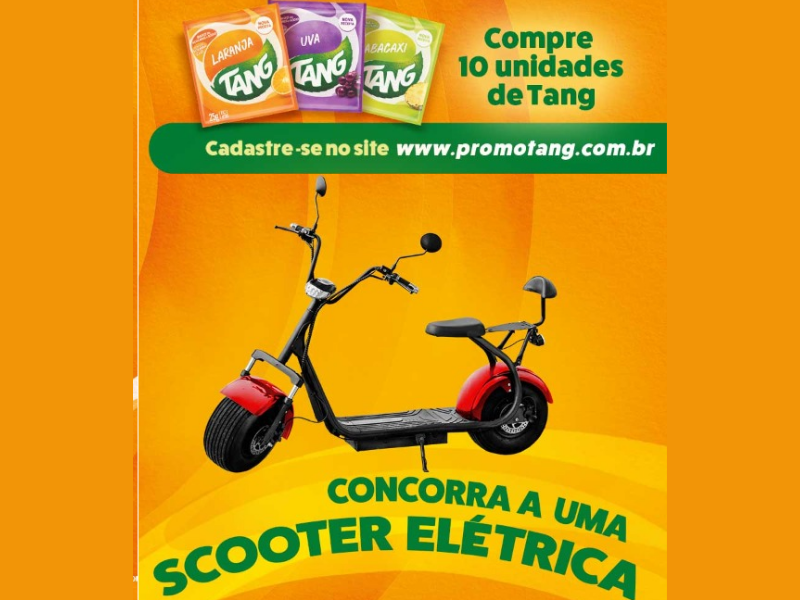 LARANJA
TANG
UVA
TANG
ABACAXI
TANG
Compre
10 unidades
de Tang
Cadastre-se no site www.promotang.com.br
CONCORRA A UMA
SCOOTER ELÉTRICA